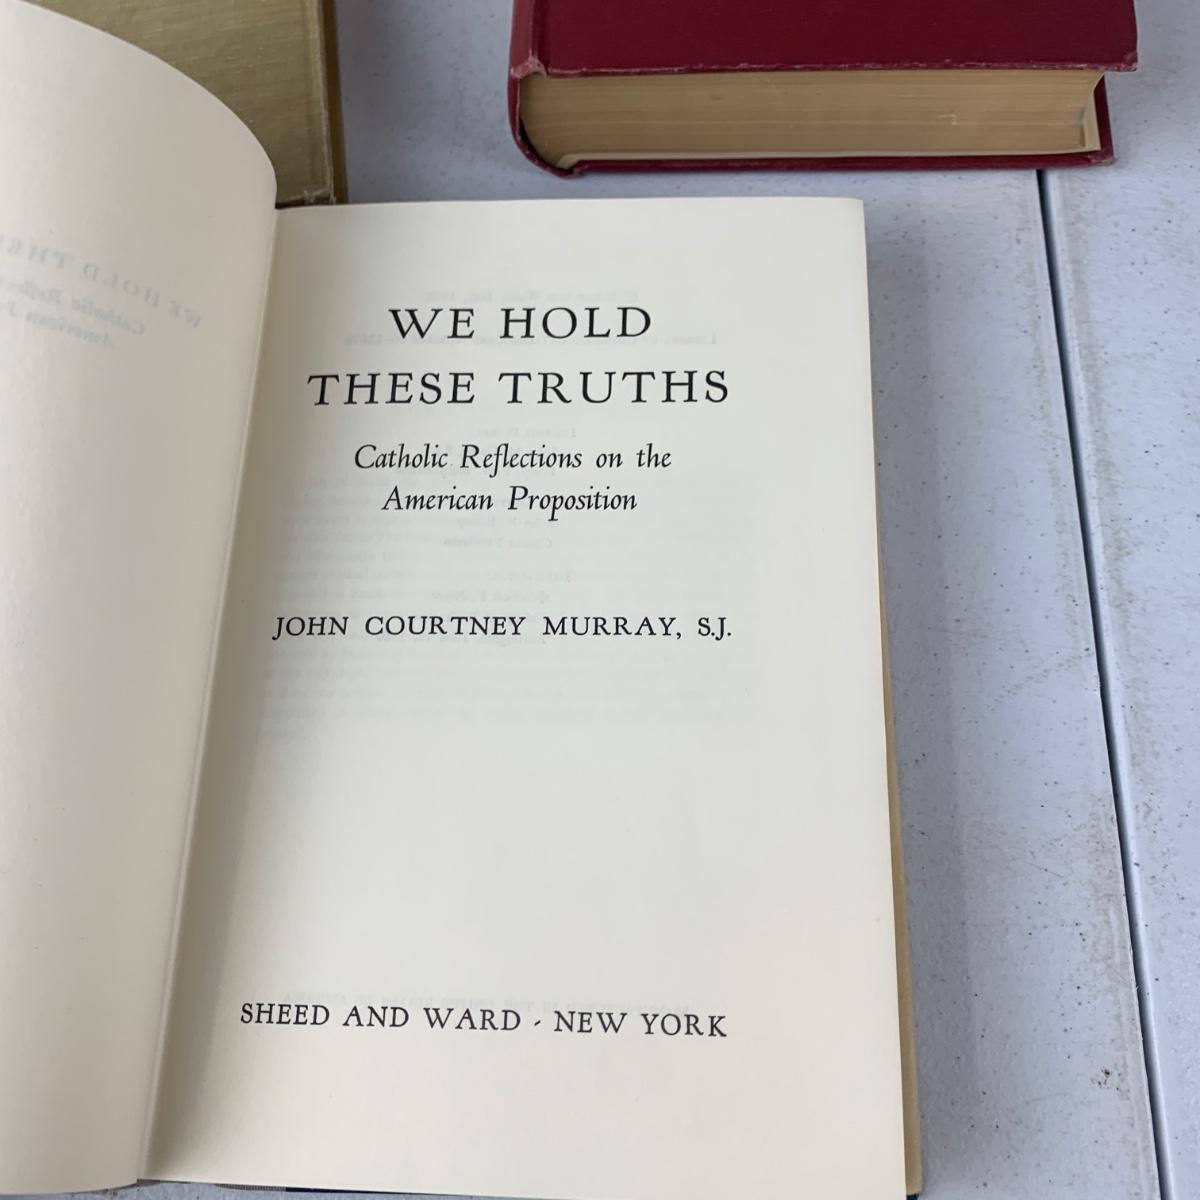 WE HOLD
THESE TRUTHS
Catholic Reflections on the
American Proposition
JOHN COURTNEY MURRAY, S.J.
SHEED AND WARD - NEW YORK